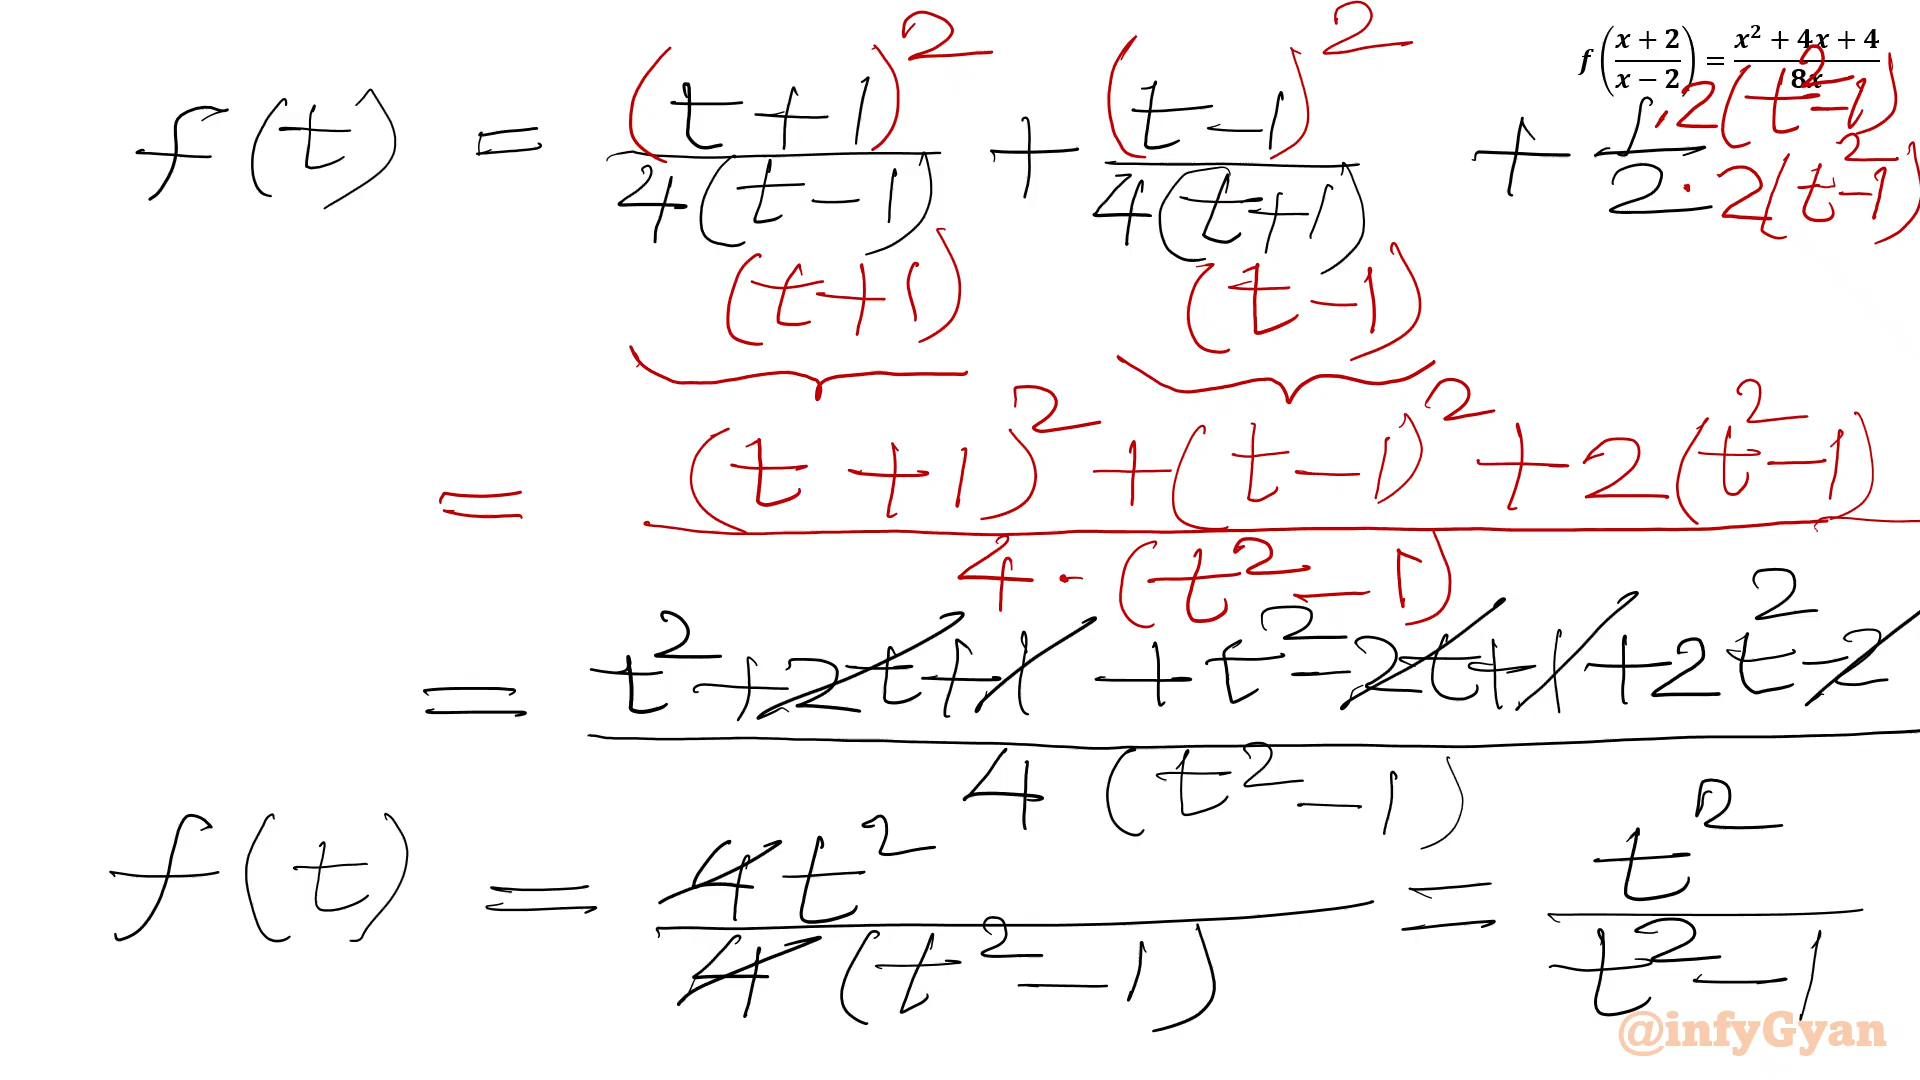 f((x + 2)/(x − 2)) = (x² + 4x + 4)/(8x)
f(t) = (t+1)²/(4(t−1)(t+1)) + (t−1)²/(4(t+1)(t−1)) + (1·2(t²−1))/(2·2(t²−1))
= ((t+1)² + (t−1)² + 2(t²−1))/(4·(t²−1))
= (t²+2t+1 + t²−2t+1+2t²−2)/(4(t²−1))
f(t) = 4t²/(4(t²−1)) = t²/(t²−1)
@infyGyan